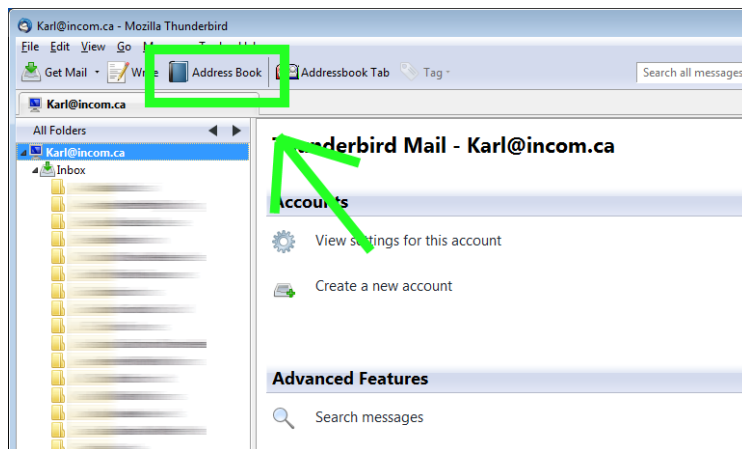 Karl@incom.ca - Mozilla Thunderbird
File Edit View Go
Get Mail Address Book Addressbook Tab Tag Search all messages
Karl@incom.ca
All Folders
Karl@incom.ca
Inbox
Thunderbird Mail - Karl@incom.ca
Accounts
View settings for this account
Create a new account
Advanced Features
Search messages